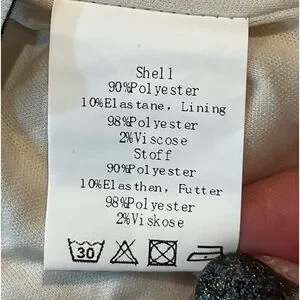 Shell
90%Polyester
10%Elastane, Lining
98%Polyester
2%Viscose
Stoff
90%Polyester
10%Elasthan, Futter
98%Polyester
2%Viskose
30